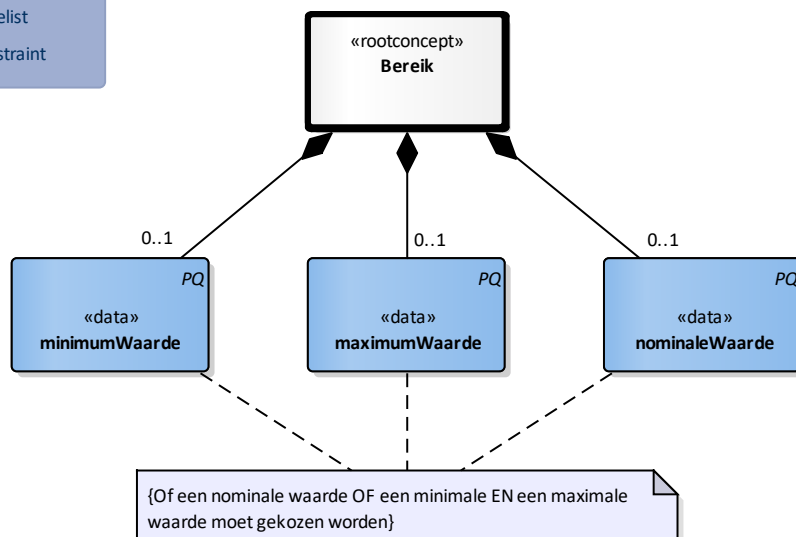 elist
straint
«rootconcept»
Bereik
0..1
0..1
0..1
PQ
«data»
minimumWaarde
PQ
«data»
maximumWaarde
PQ
«data»
nominaleWaarde
{Of een nominale waarde OF een minimale EN een maximale
waarde moet gekozen worden}